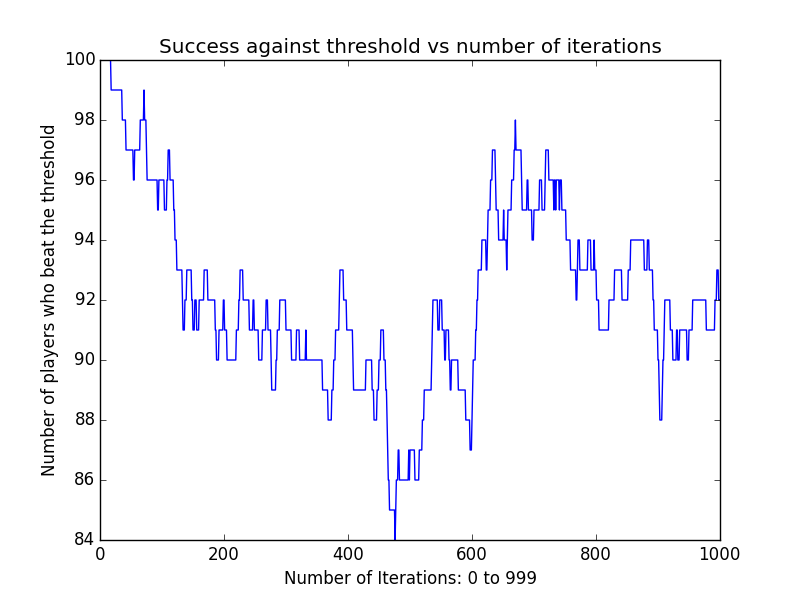 Success against threshold vs number of iterations
100
98
96
94
92
90
88
86
84
Number of players who beat the threshold
0 200 400 600 800 1000
Number of Iterations: 0 to 999